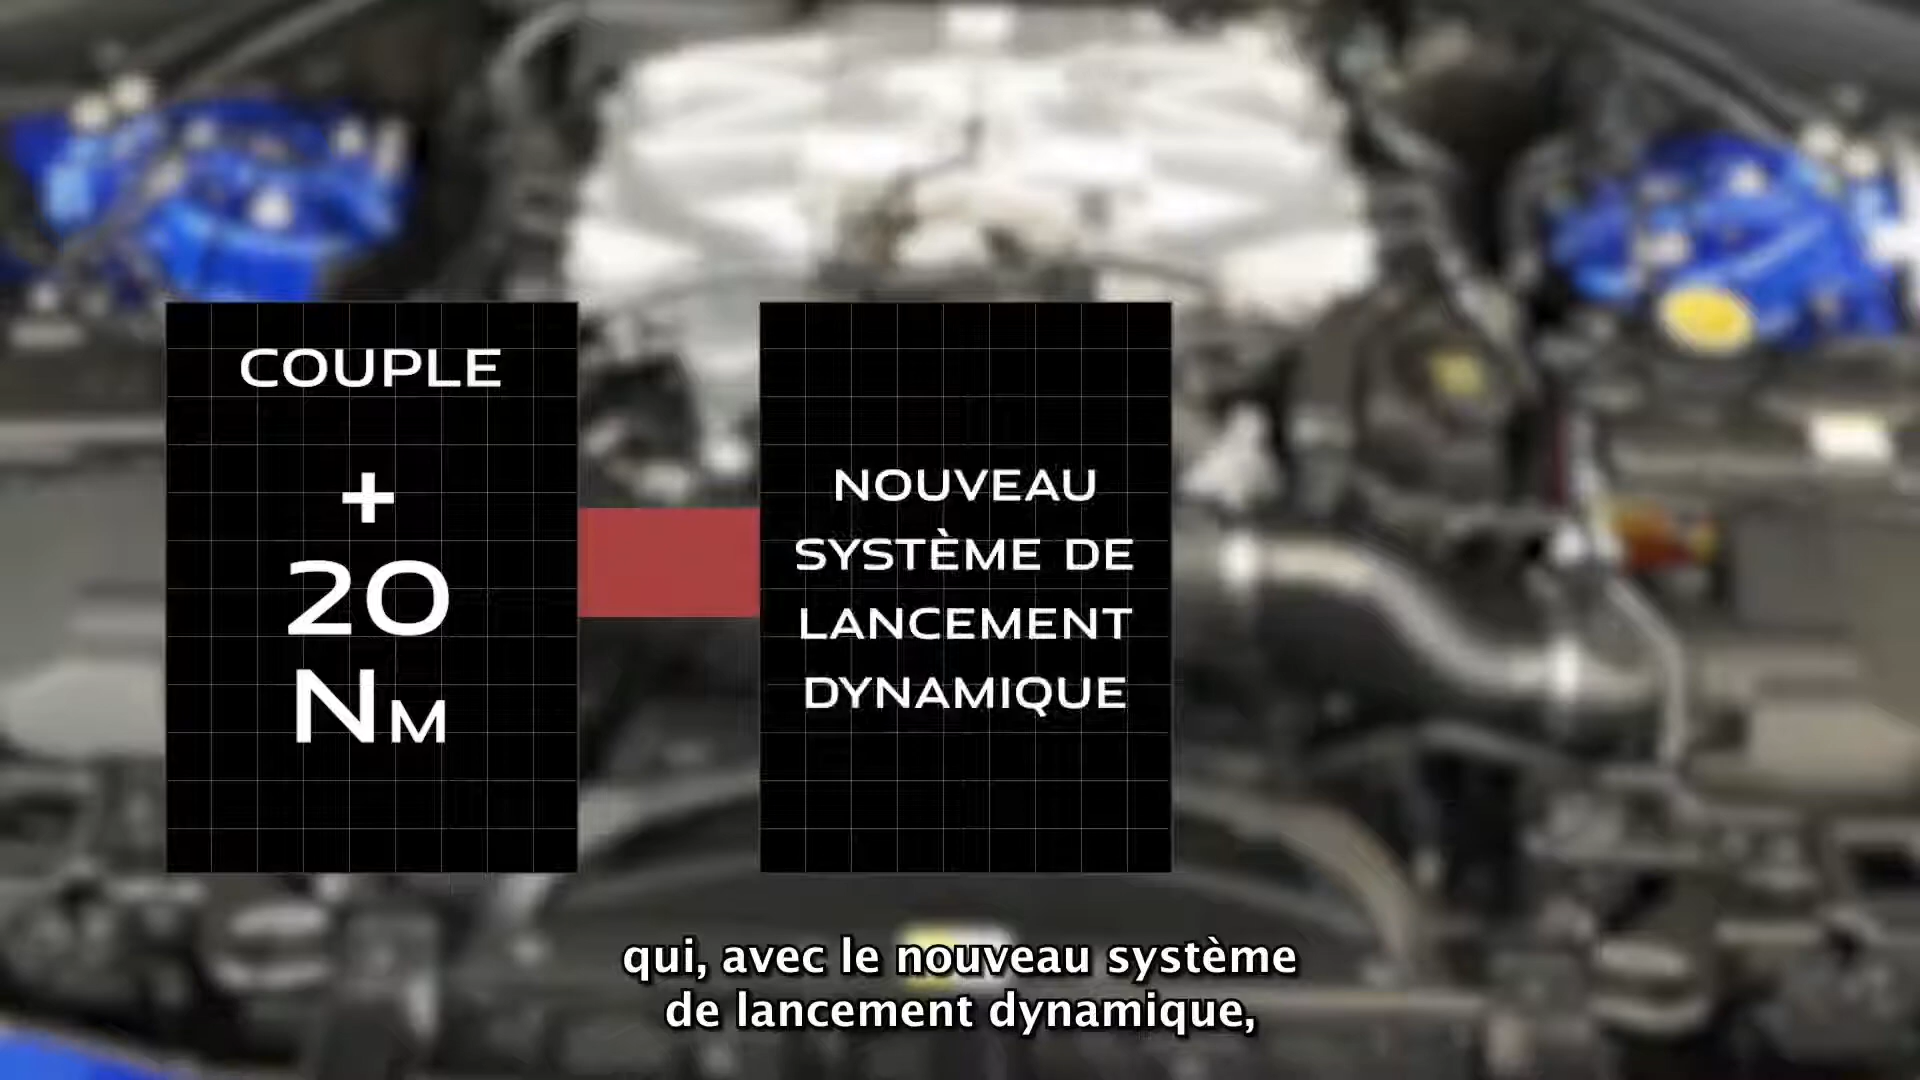 COUPLE
+
20
NM
NOUVEAU
SYSTÈME DE
LANCEMENT
DYNAMIQUE
qui, avec le nouveau système
de lancement dynamique,